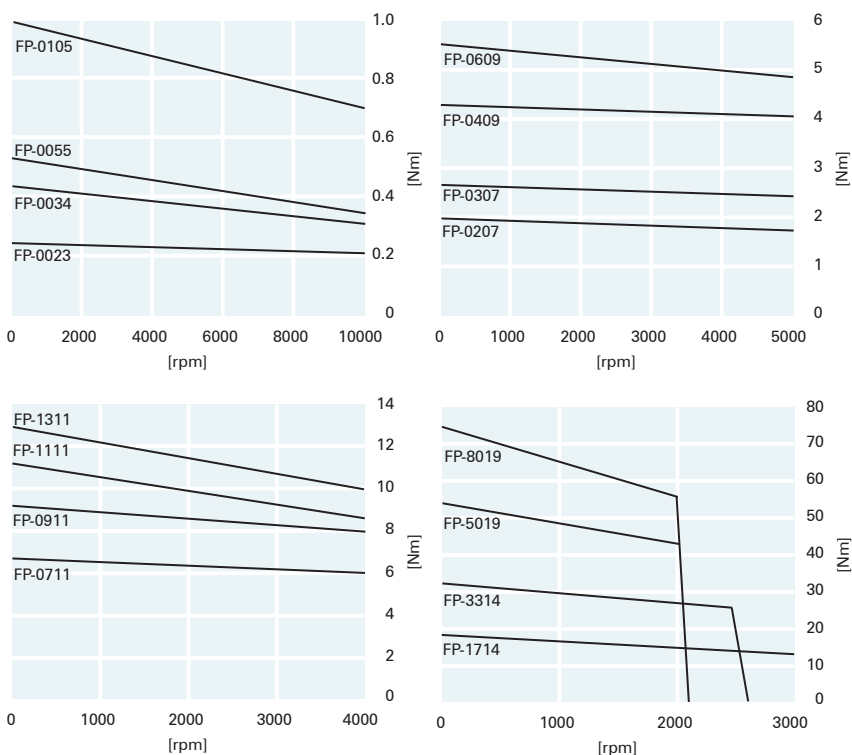 1.0
FP-0105
0.8
0.6
FP-0055
[Nm]
0.4
FP-0034
FP-0023
0.2
0
0 2000 4000 6000 8000 10000
[rpm]
6
FP-0609
5
FP-0409
4
[Nm]
3
FP-0307
2
FP-0207
1
0
0 1000 2000 3000 4000 5000
[rpm]
14
FP-1311
12
FP-1111
10
FP-0911
8
[Nm]
FP-0711
6
4
2
0
0 1000 2000 3000 4000
[rpm]
80
70
FP-8019
60
50
FP-5019
40
[Nm]
30
FP-3314
20
FP-1714
10
0
0 1000 2000 3000
[rpm]